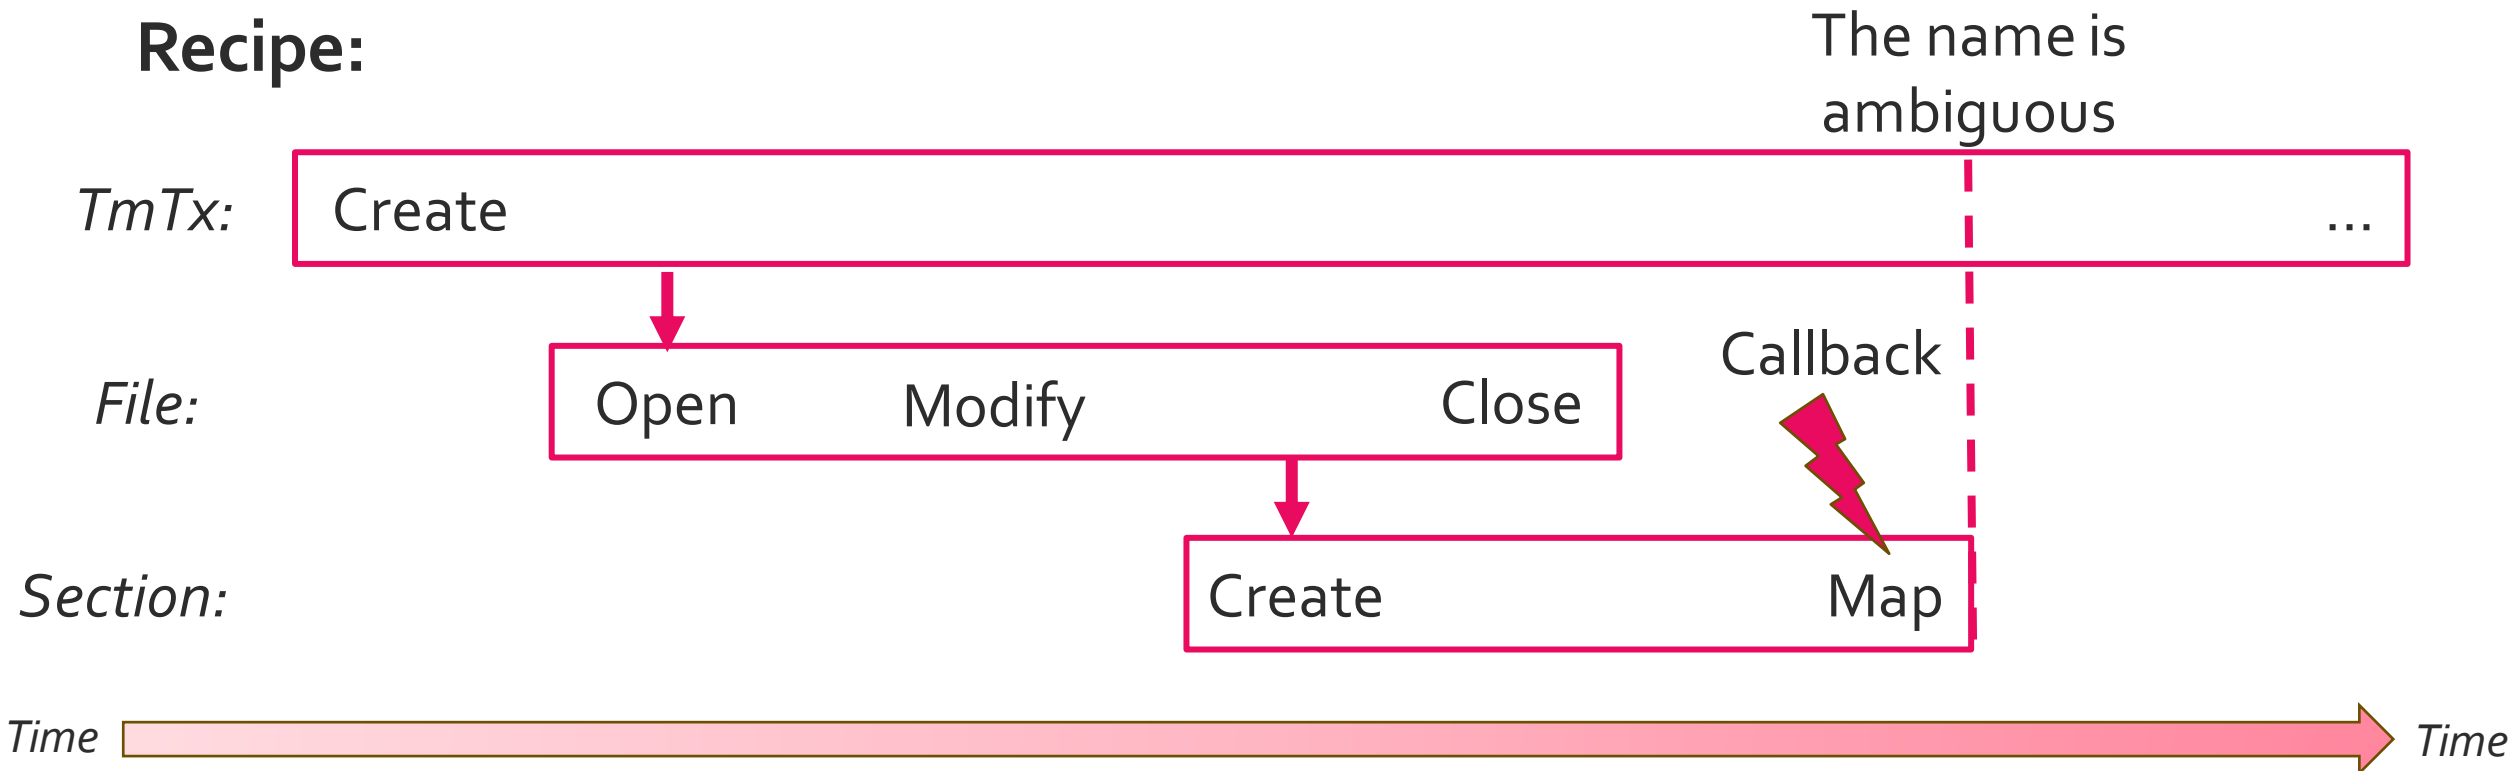 Recipe:
The name is
ambiguous
TmTx:
Create
...
Callback
File:
Open
Modify
Close
Section:
Create
Map
Time
Time